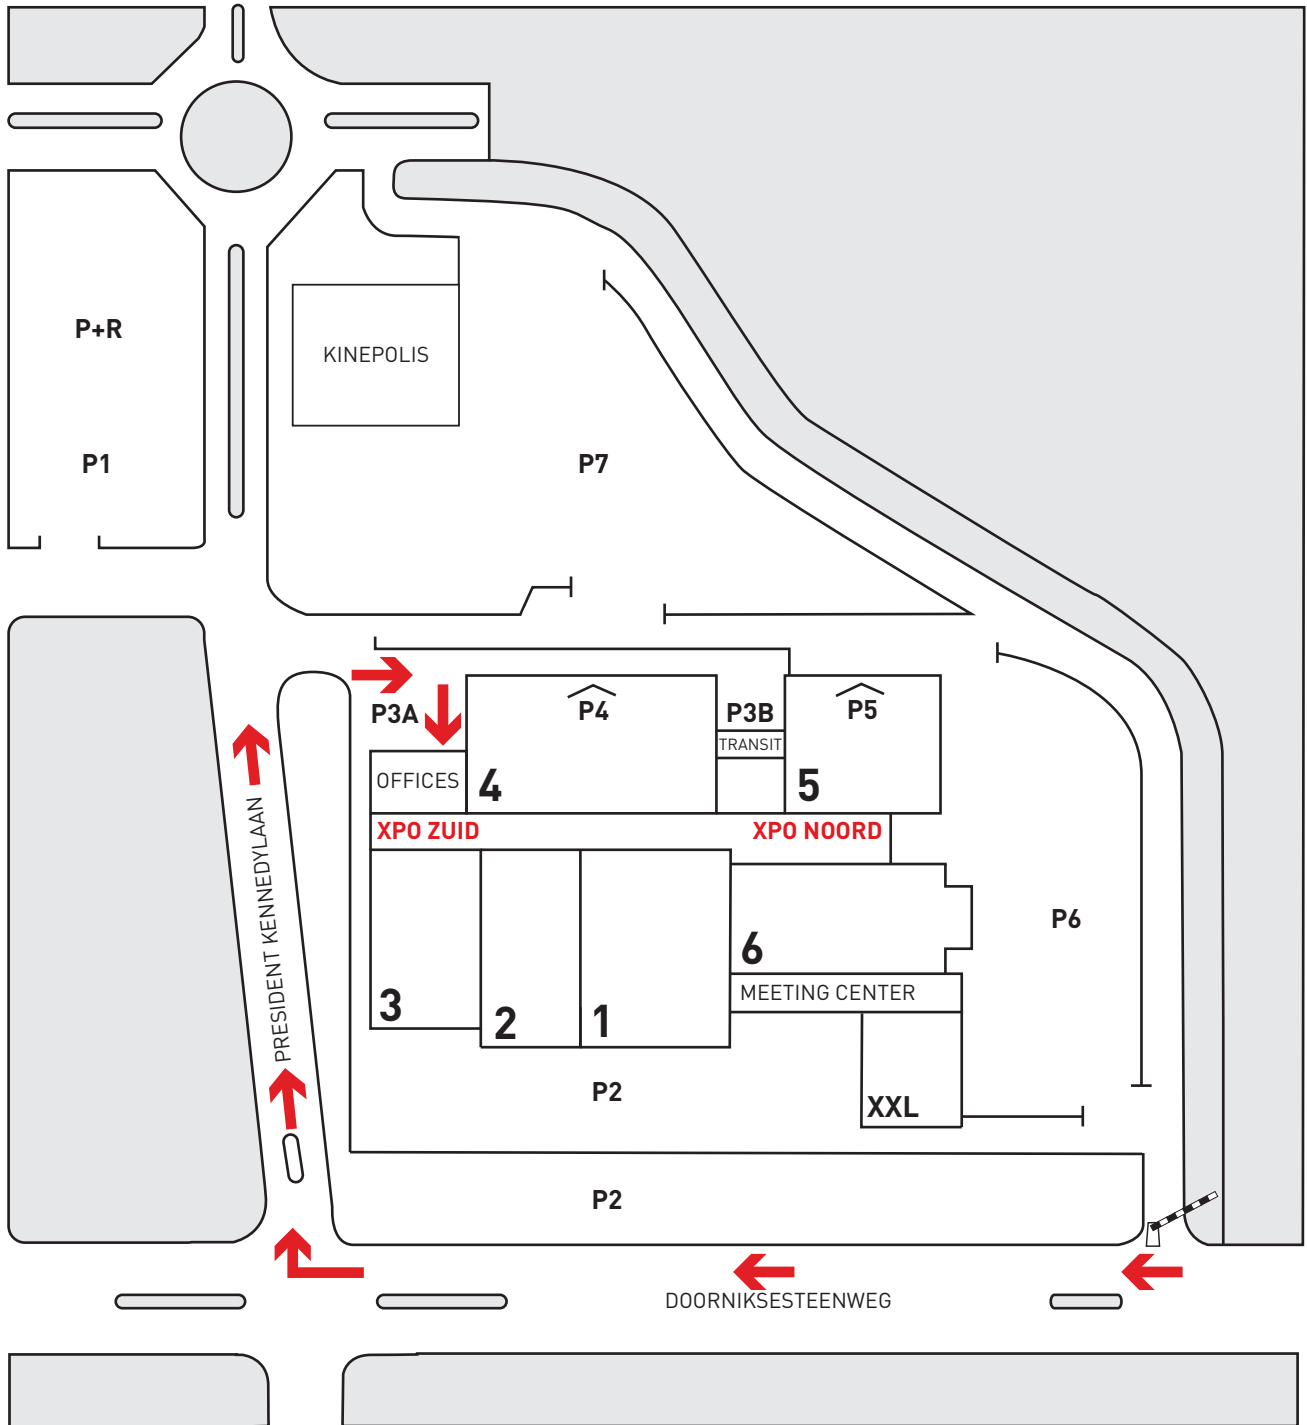 P+R
KINEPOLIS
P1
P7
P3A
P4
P3B
P5
TRANSIT
OFFICES
4
5
XPO ZUID
XPO NOORD
PRESIDENT KENNEDYLAAN
P6
6
MEETING CENTER
3
2
1
P2
XXL
P2
DOORNIKSESTEENWEG